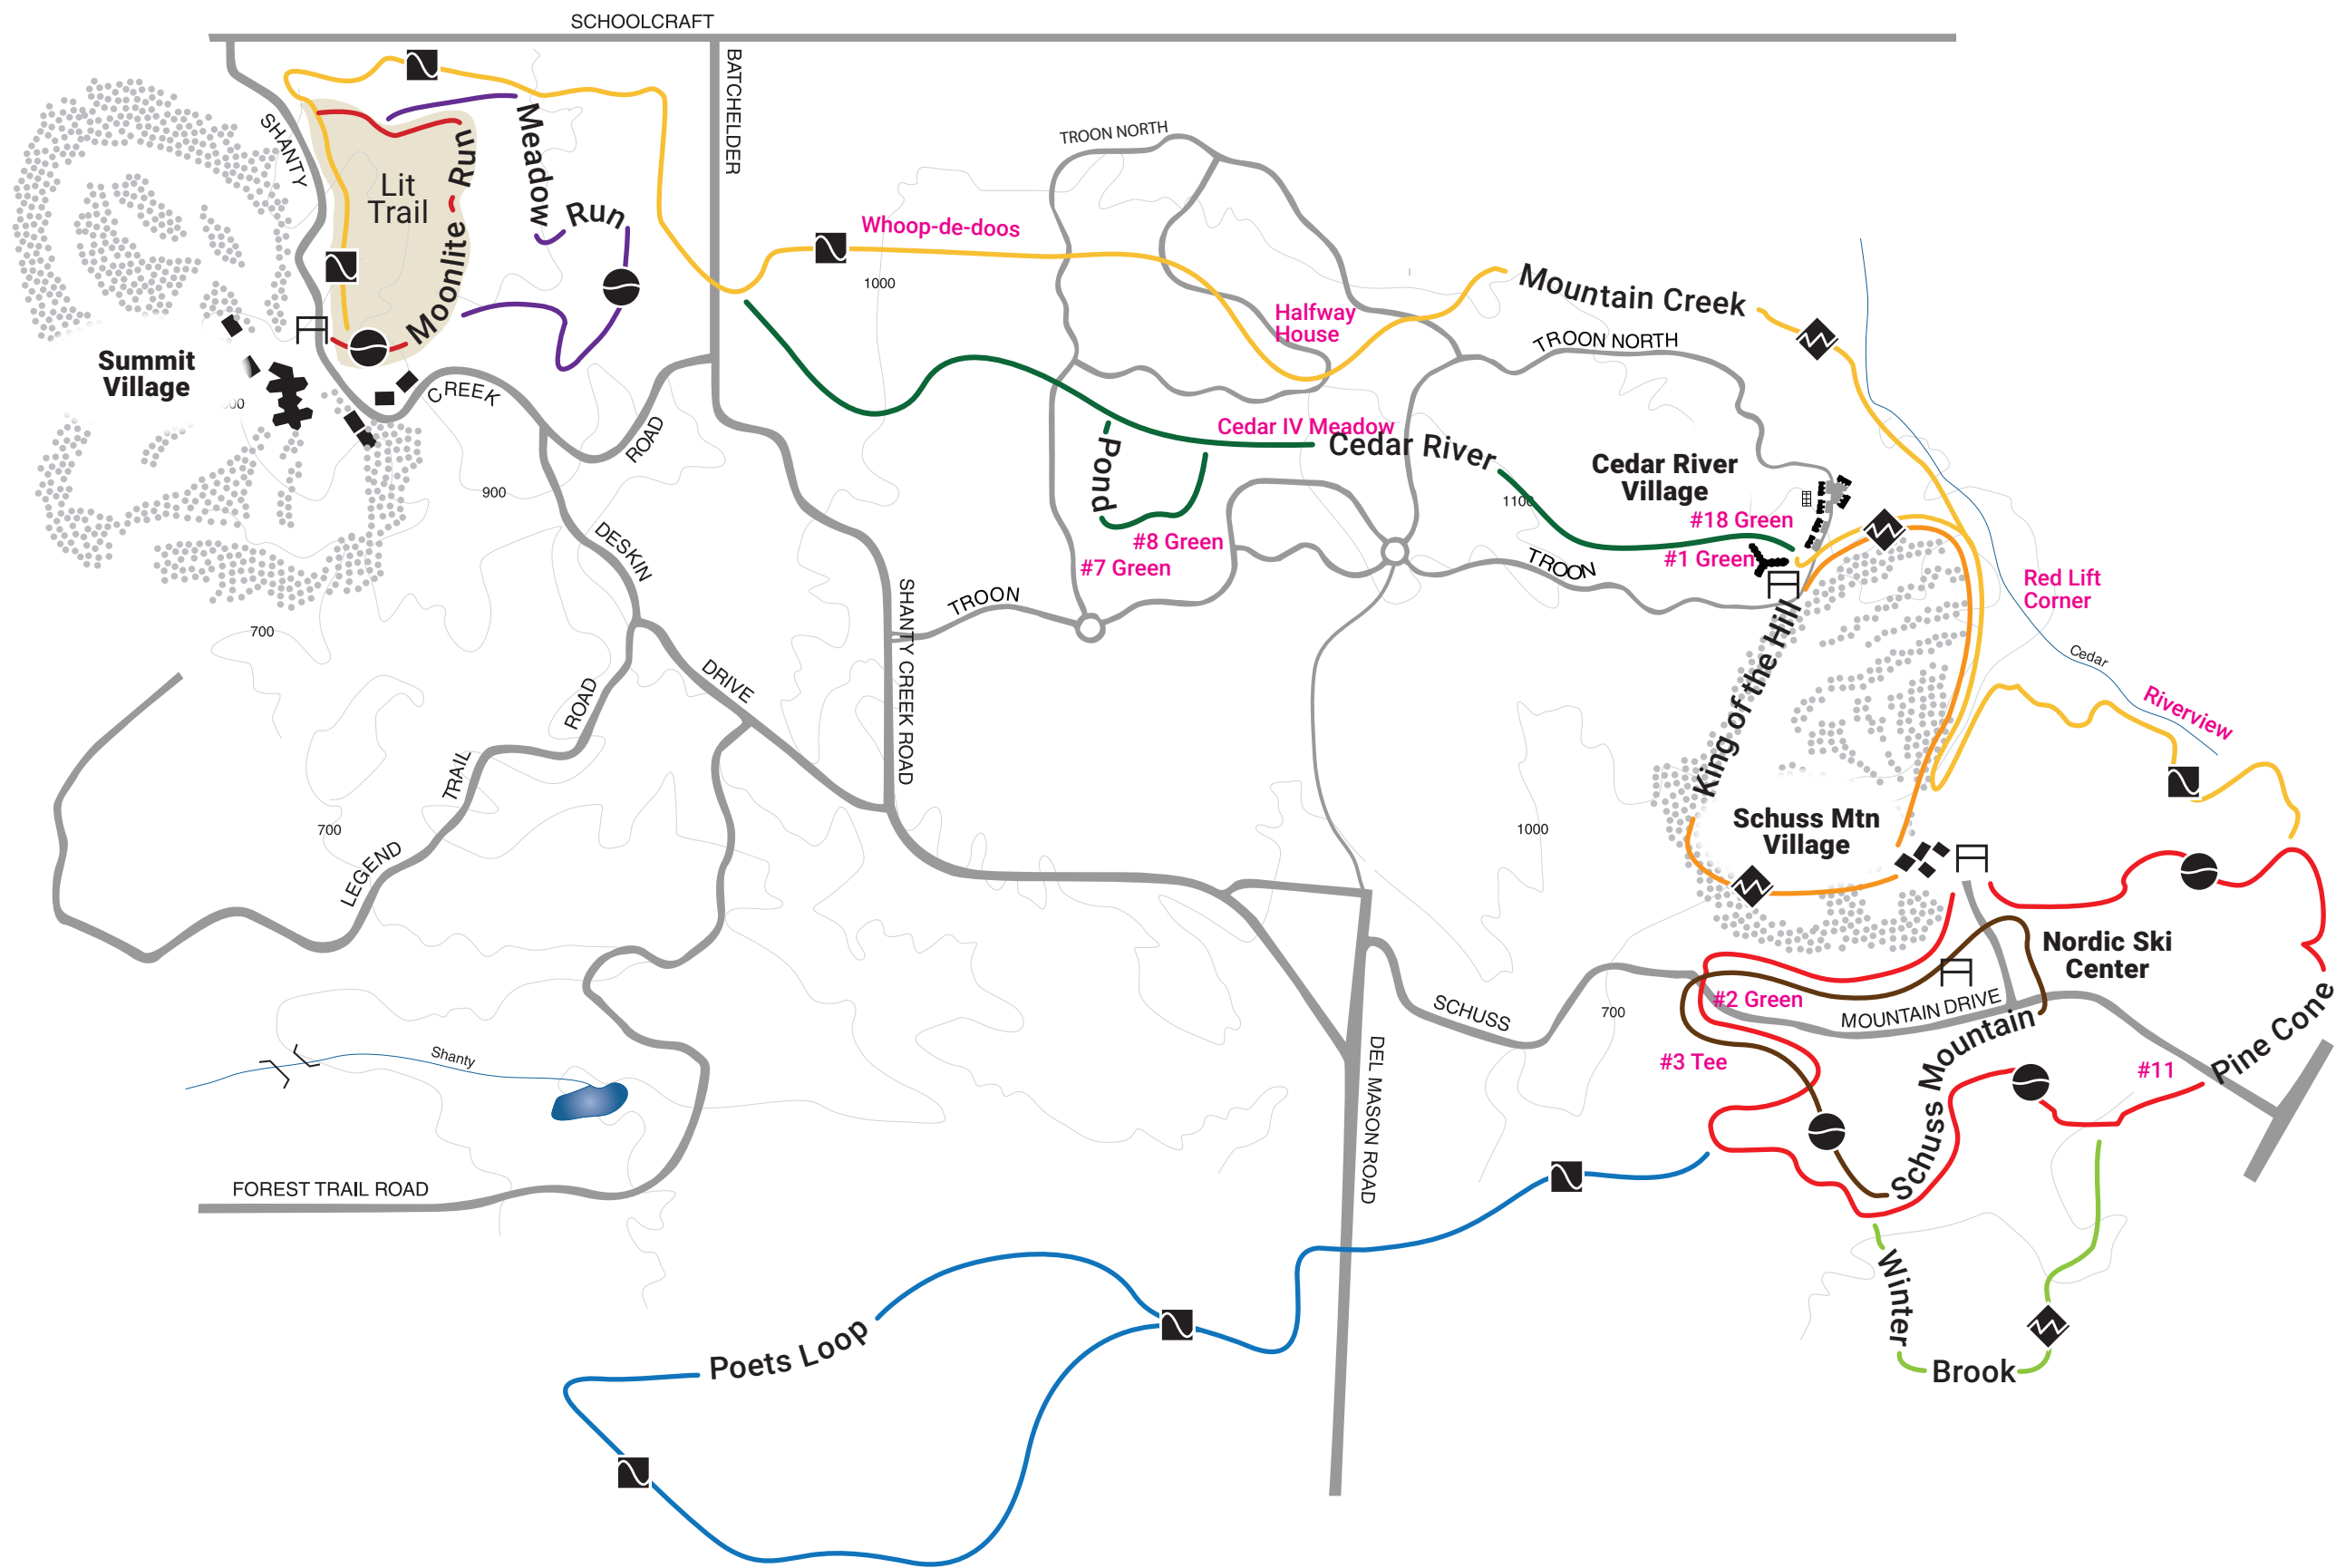 SCHOOLCRAFT
BATCHELDER
SHANTY
Lit
Trail
Moonlite Run
Meadow Run
TROON NORTH
Whoop-de-doos
1000
Mountain Creek
Halfway
House
TROON NORTH
Summit
Village
CREEK
ROAD
900
Cedar IV Meadow
Cedar River
Pond
Cedar River
Village
1100
#18 Green
#1 Green
#8 Green
#7 Green
DESKIN
DRIVE
TROON
TROON
SHANTY CREEK ROAD
Red Lift
Corner
Cedar
Riverview
King of the Hill
700
700
LEGEND
TRAIL
ROAD
1000
Schuss Mtn
Village
Nordic Ski
Center
#2 Green
MOUNTAIN DRIVE
SCHUSS
700
#3 Tee
Schuss Mountain
#11
Pine Cone
Shanty
DEL MASON ROAD
FOREST TRAIL ROAD
Poets Loop
Winter
Brook